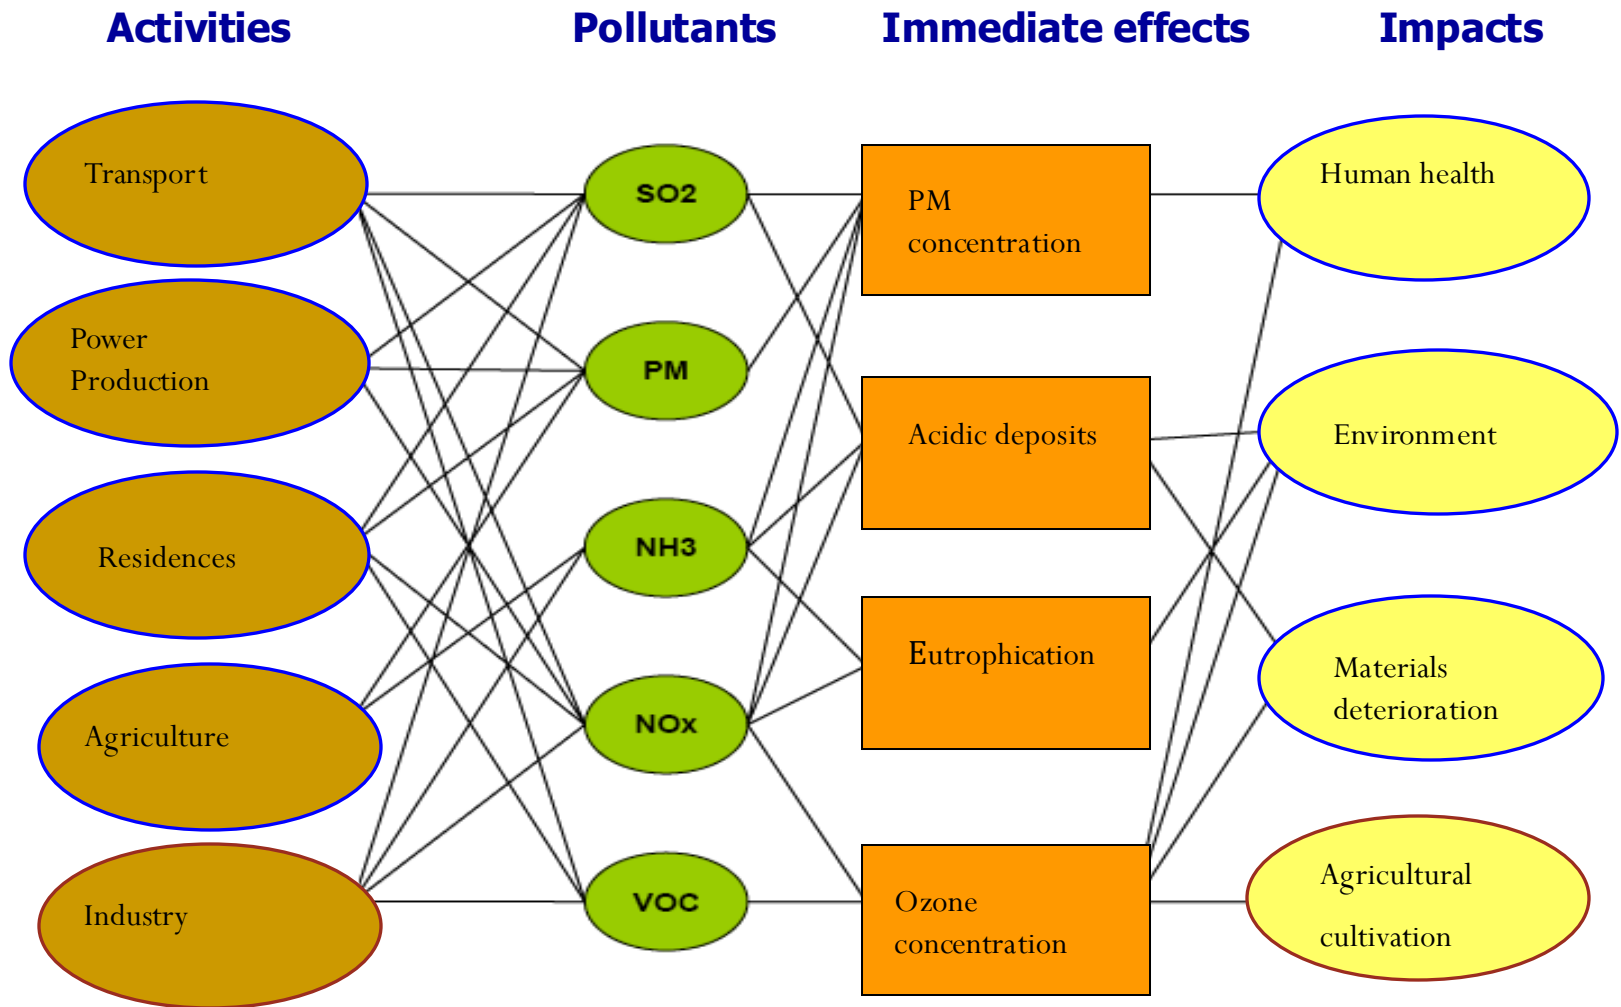 Activities
Pollutants
Immediate effects
Impacts
Transport
Power
Production
Residences
Agriculture
Industry
SO2
PM
NH3
NOx
VOC
PM
concentration
Acidic deposits
Eutrophication
Ozone
concentration
Human health
Environment
Materials
deterioration
Agricultural
cultivation